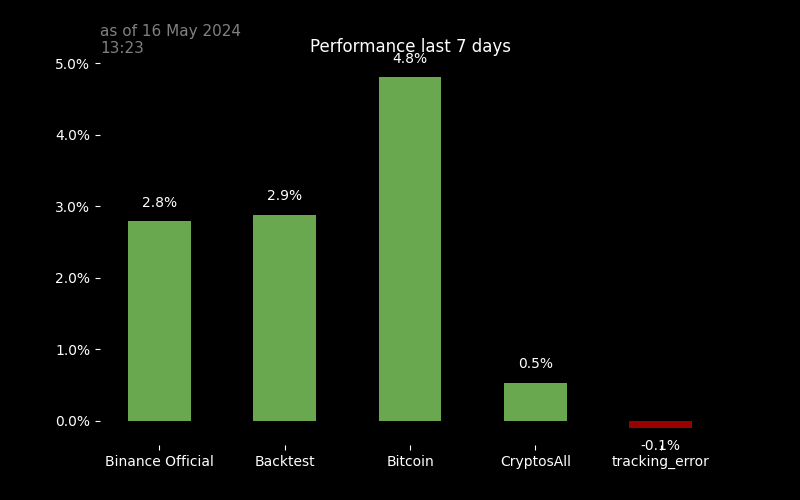 as of 16 May 2024
13:23
Performance last 7 days
5.0%
4.0%
3.0%
2.0%
1.0%
0.0%
2.8%
2.9%
4.8%
0.5%
-0.1%
Binance Official
Backtest
Bitcoin
CryptosAll
tracking_error